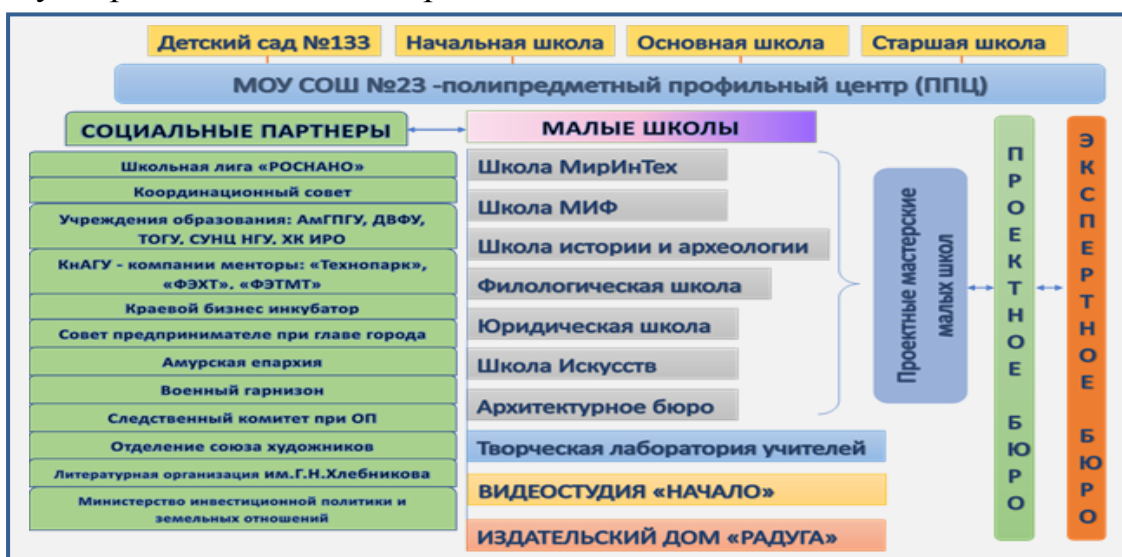 Детский сад №133
Начальная школа
Основная школа
Старшая школа
МОУ СОШ №23 -полипредметный профильный центр (ППЦ)
СОЦИАЛЬНЫЕ ПАРТНЕРЫ
Школьная лига «РОСНАНО»
Координационный совет
Учреждения образования: АмГПГУ, ДВФУ,
ТОГУ, СУНЦ НГУ, ХК ИРО
КнАГУ - компании менторы: «Технопарк»,
«ФЭХТ», «ФЭТМТ»
Краевой бизнес инкубатор
Совет предпринимателе при главе города
Амурская епархия
Военный гарнизон
Следственный комитет при ОП
Отделение союза художников
Литературная организация им.Г.Н.Хлебникова
Министерство инвестиционной политики и
земельных отношений
МАЛЫЕ ШКОЛЫ
Школа МирИнТех
Школа МИФ
Школа истории и археологии
Филологическая школа
Юридическая школа
Школа Искусств
Архитектурное бюро
Творческая лаборатория учителей
ВИДЕОСТУДИЯ «НАЧАЛО»
ИЗДАТЕЛЬСКИЙ ДОМ «РАДУГА»
Проектные мастерские
малых школ
ПРОЕКТНОЕ БЮРО
ЭКСПЕРТНОЕ БЮРО